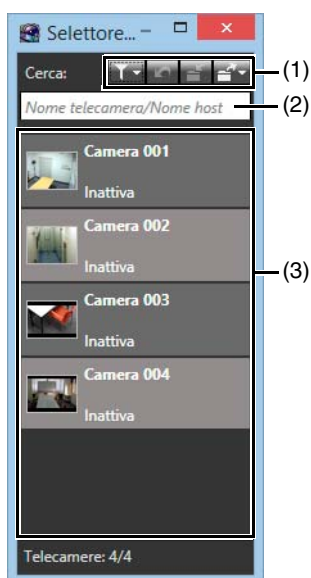 Selettore...
Cerca:
(1)
Nome telecamera/Nome host
(2)
Camera 001
Inattiva
Camera 002
Inattiva
(3)
Camera 003
Inattiva
Camera 004
Inattiva
Telecamere: 4/4